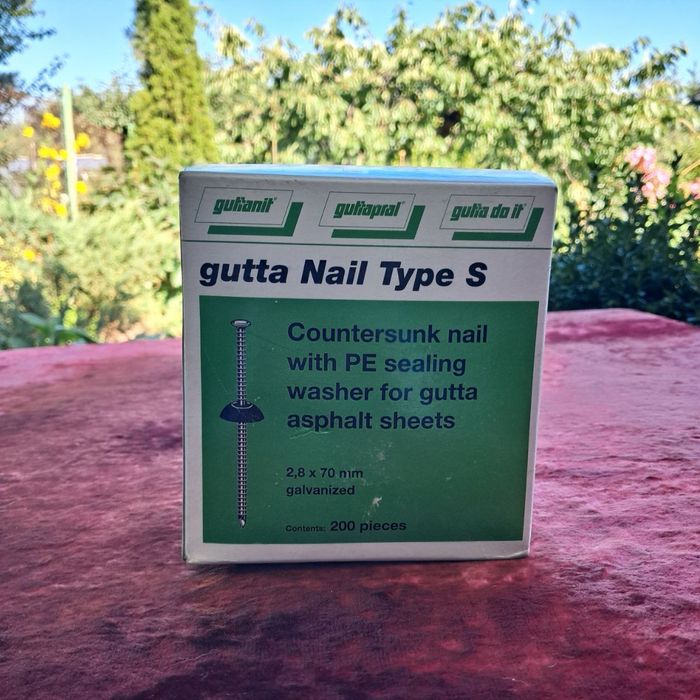 guttanit®
guttapral®
gutta do it®
gutta Nail Type S
Countersunk nail
with PE sealing
washer for gutta
asphalt sheets
2,8 x 70 mm
galvanized
Contents: 200 pieces